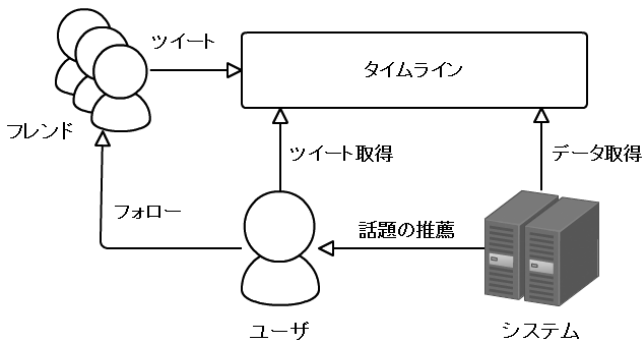 ツイート
タイムライン
フレンド
ツイート取得
データ取得
フォロー
話題の推薦
ユーザ
システム